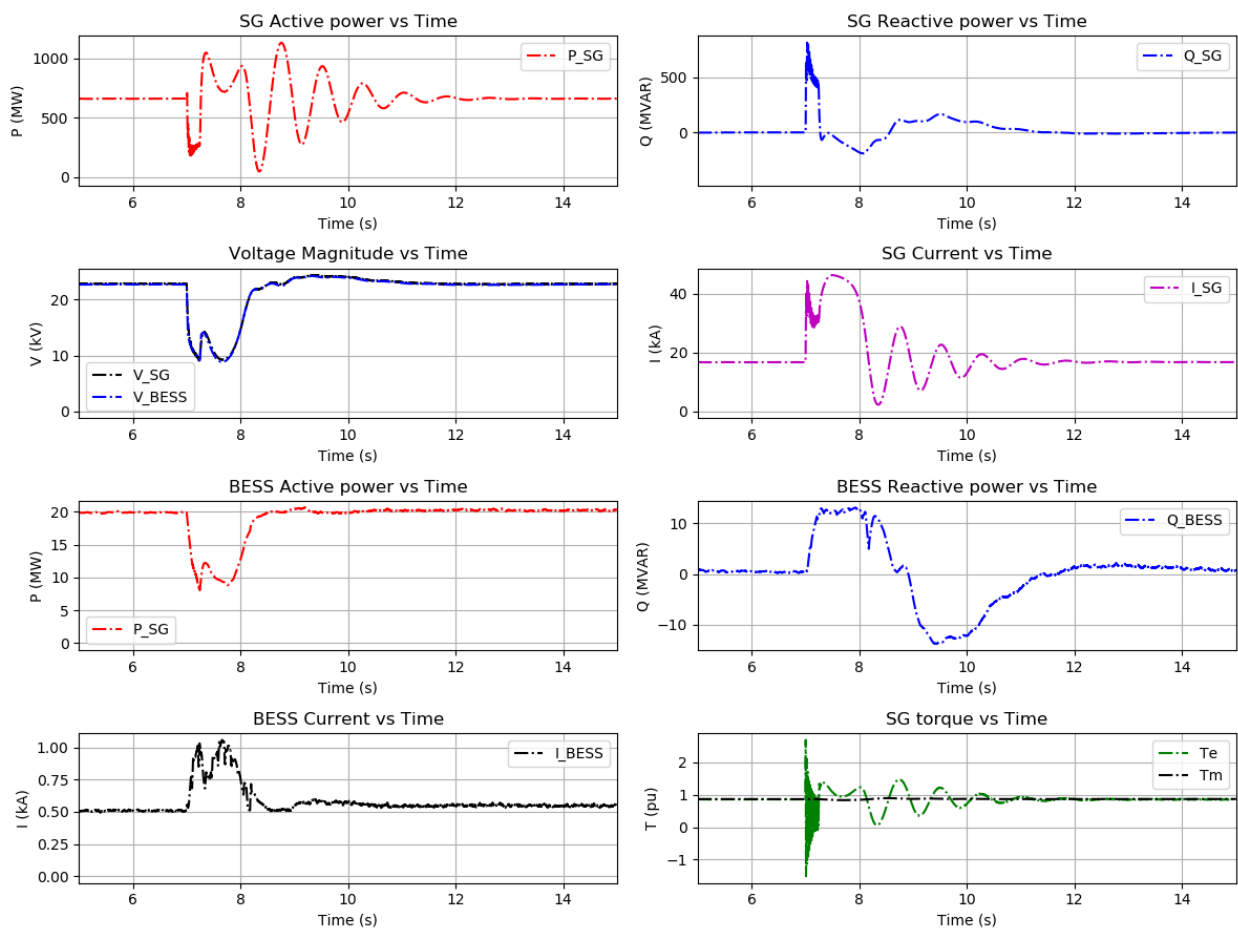 SG Active power vs Time
P (MW)
1000
500
0
P_SG
6 8 10 12 14
Time (s)
SG Reactive power vs Time
Q (MVAR)
500
0
Q_SG
6 8 10 12 14
Time (s)
Voltage Magnitude vs Time
V (kV)
20
10
0
V_SG
V_BESS
6 8 10 12 14
Time (s)
SG Current vs Time
I (kA)
40
20
0
I_SG
6 8 10 12 14
Time (s)
BESS Active power vs Time
P (MW)
20
15
10
5
0
P_SG
6 8 10 12 14
Time (s)
BESS Reactive power vs Time
Q (MVAR)
10
0
−10
Q_BESS
6 8 10 12 14
Time (s)
BESS Current vs Time
I (kA)
1.00
0.75
0.50
0.25
0.00
I_BESS
6 8 10 12 14
Time (s)
SG torque vs Time
T (pu)
2
1
0
−1
Te
Tm
6 8 10 12 14
Time (s)